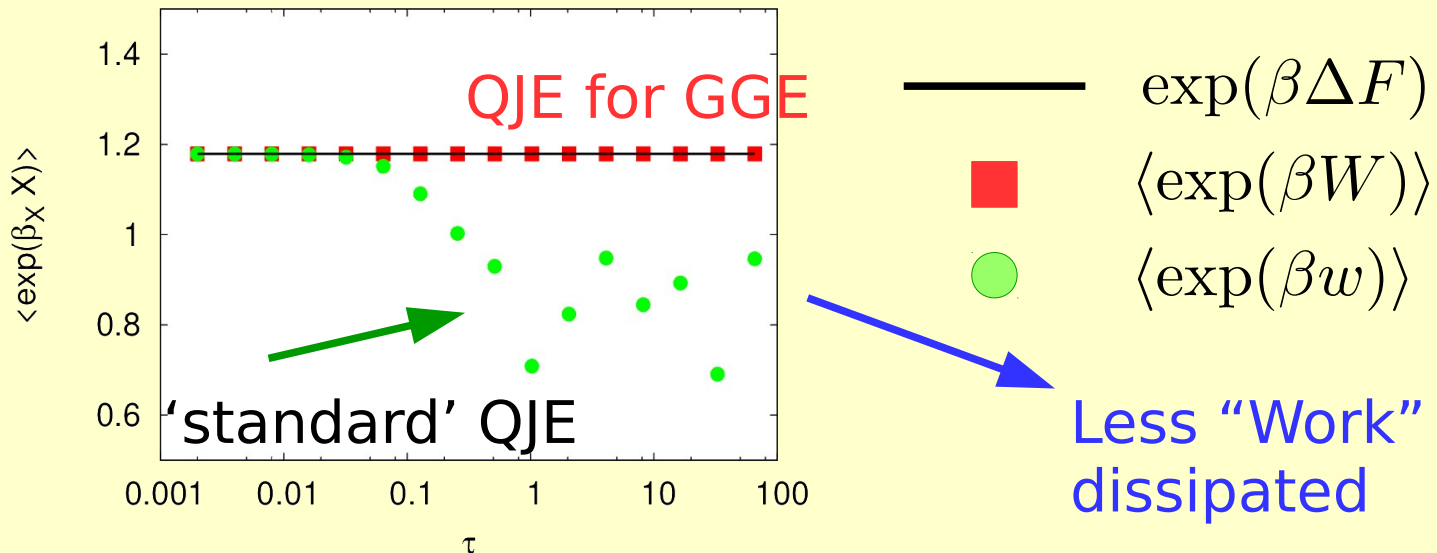 1.4
1.2
1
0.8
0.6
<exp(βX X)>
QJE for GGE
‘standard’ QJE
0.001 0.01 0.1 1 10 100
τ
exp(βΔF)
⟨exp(βW)⟩
⟨exp(βw)⟩
Less “Work”
dissipated